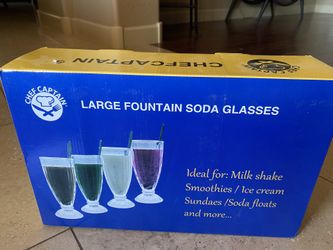 CHEFCAPTAIN
CHEF CAPTAIN
LARGE FOUNTAIN SODA GLASSES
Ideal for: Milk shake
Smoothies / Ice cream
Sundaes /Soda floats
and more...